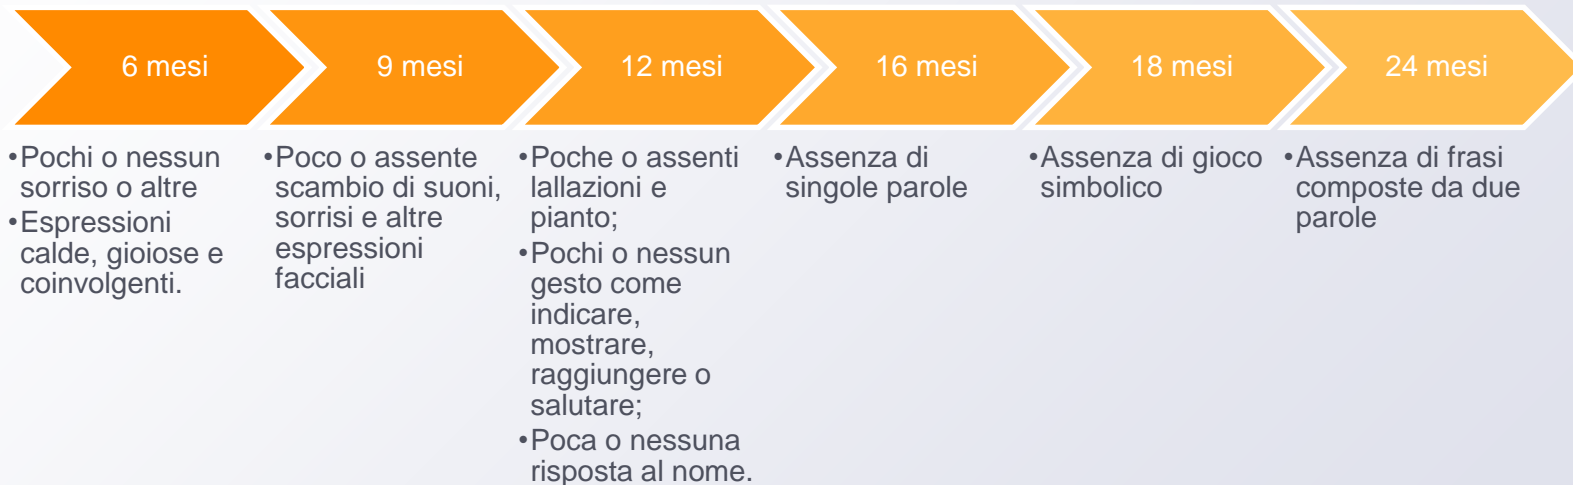 6 mesi
9 mesi
12 mesi
16 mesi
18 mesi
24 mesi
•Pochi o nessun
sorriso o altre
•Espressioni
calde, gioiose e
coinvolgenti.
•Poco o assente
scambio di suoni,
sorrisi e altre
espressioni
facciali
•Poche o assenti
lallazioni e
pianto;
•Pochi o nessun
gesto come
indicare,
mostrare,
raggiungere o
salutare;
•Poca o nessuna
risposta al nome.
•Assenza di
singole parole
•Assenza di gioco
simbolico
•Assenza di frasi
composte da due
parole